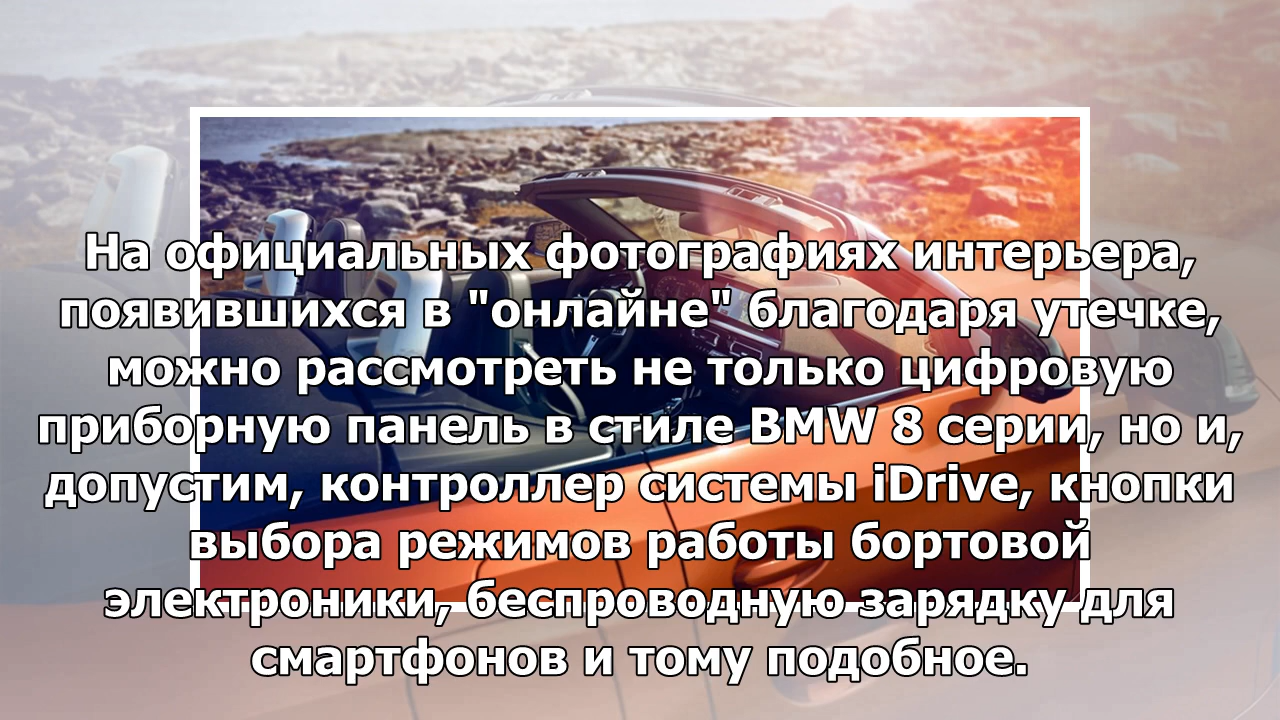 На официальных фотографиях интерьера,
появившихся в "онлайне" благодаря утечке,
можно рассмотреть не только цифровую
приборную панель в стиле BMW 8 серии, но и,
допустим, контроллер системы iDrive, кнопки
выбора режимов работы бортовой
электроники, беспроводную зарядку для
смартфонов и тому подобное.